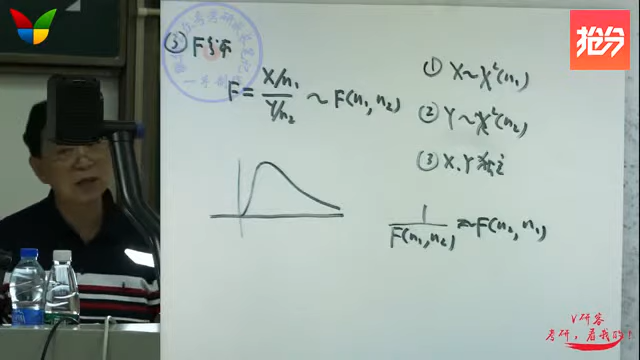 ③ F分布
F = X/n₁ / Y/n₂ ~ F(n₁, n₂)
① X~χ²(n₁)
② Y~χ²(n₂)
③ X, Y 独立
1 / F(n₁, n₂) ~ F(n₂, n₁)
抢分
V研客
考研，看我的！